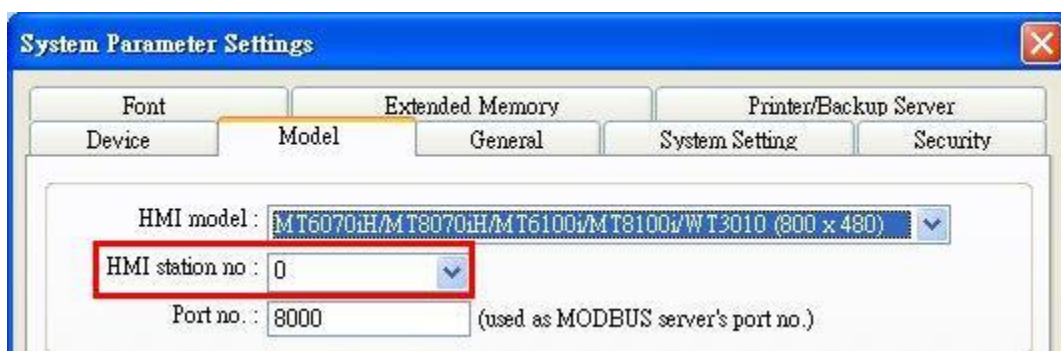 System Parameter Settings
Font Extended Memory Printer/Backup Server
Device Model General System Setting Security
HMI model : MT6070iH/MT8070iH/MT6100i/MT8100i/WT3010 (800 x 480)
HMI station no : 0
Port no. : 8000 (used as MODBUS server's port no.)